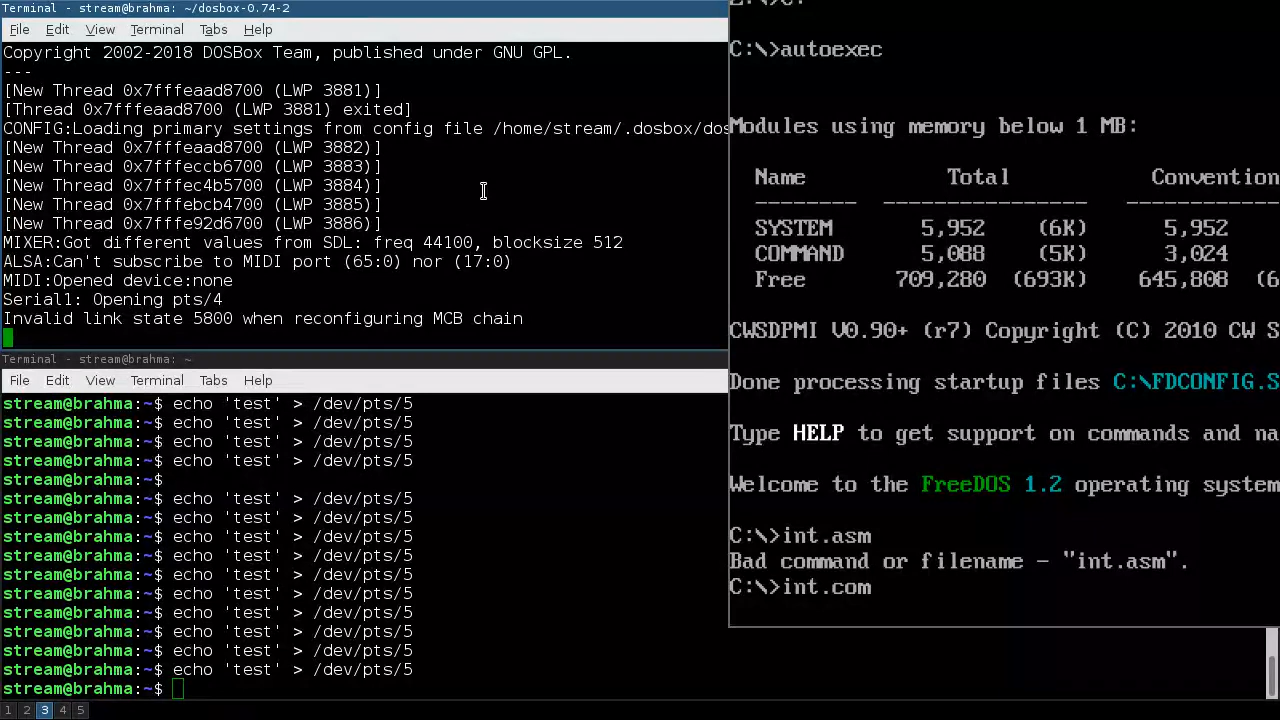 Terminal - stream@brahma: ~/dosbox-0.74-2
File Edit View Terminal Tabs Help
Copyright 2002-2018 DOSBox Team, published under GNU GPL.
---
[New Thread 0x7fffeaad8700 (LWP 3881)]
[Thread 0x7fffeaad8700 (LWP 3881) exited]
CONFIG:Loading primary settings from config file /home/stream/.dosbox/dos
[New Thread 0x7fffeaad8700 (LWP 3882)]
[New Thread 0x7fffeccb6700 (LWP 3883)]
[New Thread 0x7fffec4b5700 (LWP 3884)]
[New Thread 0x7fffebcb4700 (LWP 3885)]
[New Thread 0x7fffe92d6700 (LWP 3886)]
MIXER:Got different values from SDL: freq 44100, blocksize 512
ALSA:Can't subscribe to MIDI port (65:0) nor (17:0)
MIDI:Opened device:none
Serial1: Opening pts/4
Invalid link state 5800 when reconfiguring MCB chain
Terminal - stream@brahma: ~
File Edit View Terminal Tabs Help
stream@brahma:~$ echo 'test' > /dev/pts/5
stream@brahma:~$ echo 'test' > /dev/pts/5
stream@brahma:~$ echo 'test' > /dev/pts/5
stream@brahma:~$ echo 'test' > /dev/pts/5
stream@brahma:~$
stream@brahma:~$ echo 'test' > /dev/pts/5
stream@brahma:~$ echo 'test' > /dev/pts/5
stream@brahma:~$ echo 'test' > /dev/pts/5
stream@brahma:~$ echo 'test' > /dev/pts/5
stream@brahma:~$ echo 'test' > /dev/pts/5
stream@brahma:~$ echo 'test' > /dev/pts/5
stream@brahma:~$ echo 'test' > /dev/pts/5
stream@brahma:~$ echo 'test' > /dev/pts/5
stream@brahma:~$ echo 'test' > /dev/pts/5
stream@brahma:~$ echo 'test' > /dev/pts/5
stream@brahma:~$
1 2 3 4 5
C:\>autoexec
Modules using memory below 1 MB:
Name Total Convention
-------- ---------------- ------------
SYSTEM 5,952 (6K) 5,952
COMMAND 5,088 (5K) 3,024
Free 709,280 (693K) 645,808 (6
CWSDPMI V0.90+ (r7) Copyright (C) 2010 CW S
Done processing startup files C:\FDCONFIG.S
Type HELP to get support on commands and na
Welcome to the FreeDOS 1.2 operating system
C:\>int.asm
Bad command or filename - "int.asm".
C:\>int.com